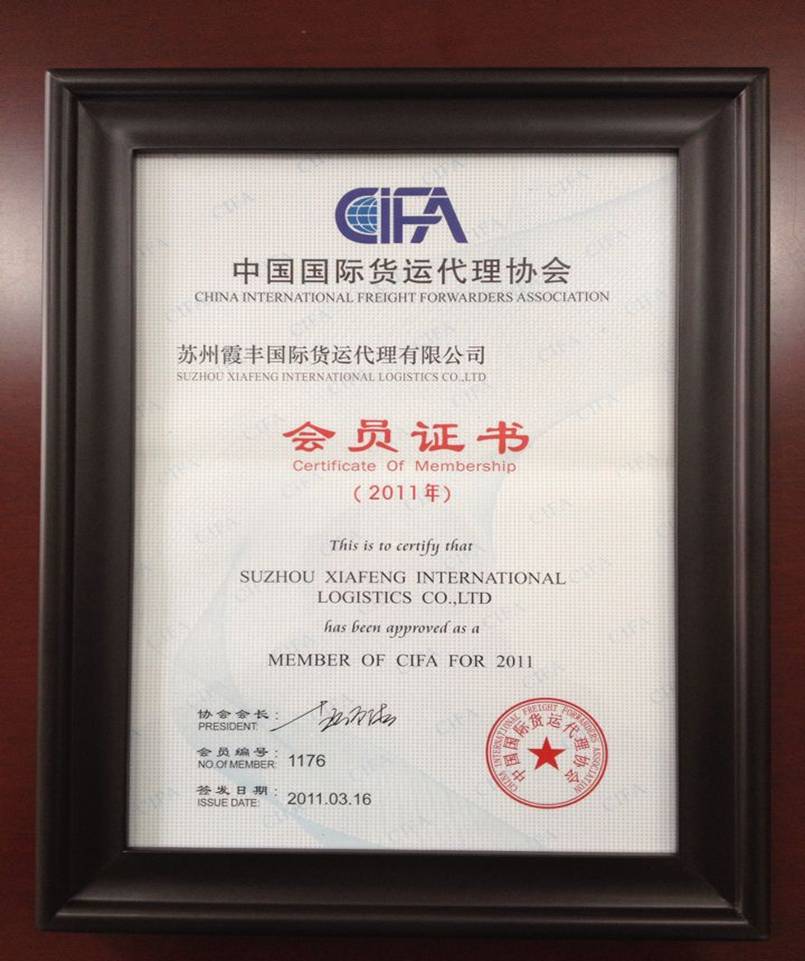 CIFA
中国国际货运代理协会
CHINA INTERNATIONAL FREIGHT FORWARDERS ASSOCIATION
苏州霞丰国际货运代理有限公司
SUZHOU XIAFENG INTERNATIONAL LOGISTICS CO.,LTD
会员证书
Certificate Of Membership
(2011年)
This is to certify that
SUZHOU XIAFENG INTERNATIONAL
LOGISTICS CO.,LTD
has been approved as a
MEMBER OF CIFA FOR 2011
协会会长:
PRESIDENT:
会员编号:
NO.Of MEMBER: 1176
签发日期:
ISSUE DATE: 2011.03.16
CHINA INTERNATIONAL FREIGHT FORWARDERS ASSOCIATION
中国国际货运代理协会